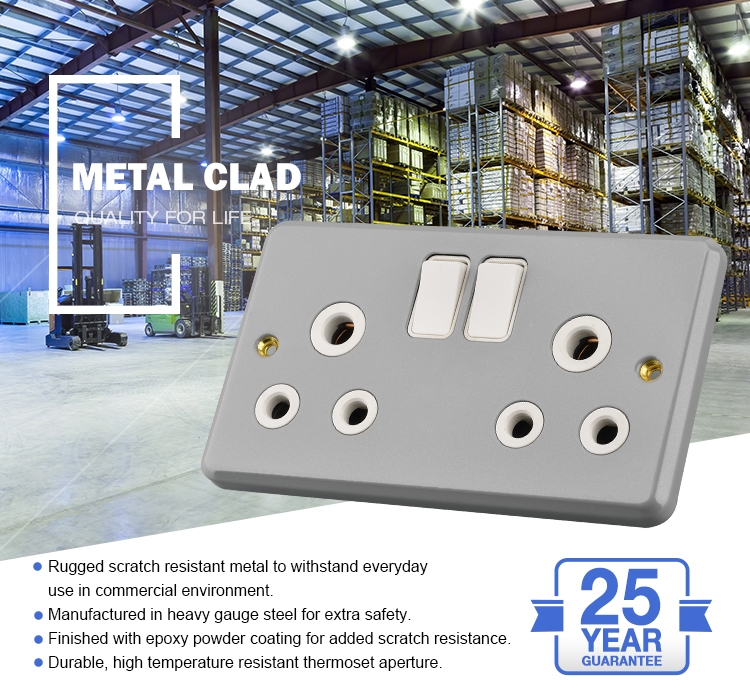 METAL CLAD
QUALITY FOR LIFE
Rugged scratch resistant metal to withstand everyday
use in commercial environment.
Manufactured in heavy gauge steel for extra safety.
Finished with epoxy powder coating for added scratch resistance.
Durable, high temperature resistant thermoset aperture.
25
YEAR
GUARANTEE